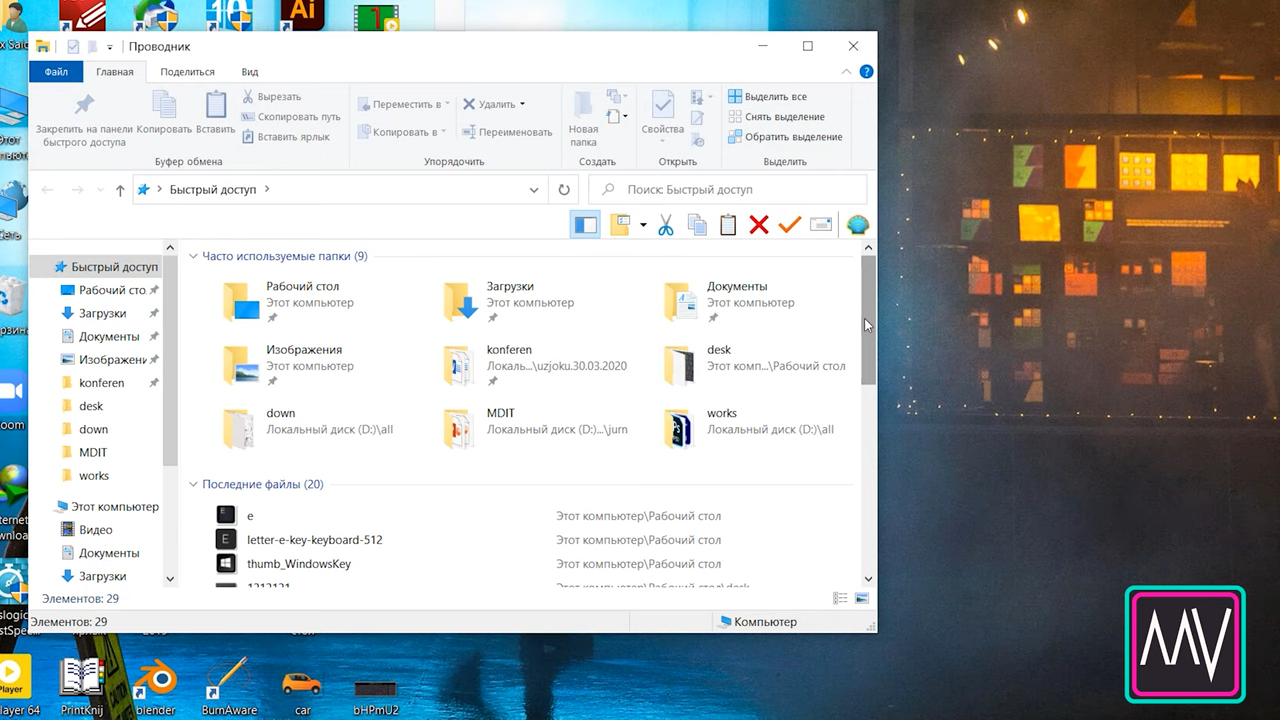 Ai
Проводник
Файл
Главная
Поделиться
Вид
Закрепить на панели
быстрого доступа
Копировать
Вставить
Вырезать
Скопировать путь
Вставить ярлык
Буфер обмена
Переместить в
Копировать в
Удалить
Переименовать
Упорядочить
Новая
папка
Создать
Свойства
Открыть
Выделить все
Снять выделение
Обратить выделение
Выделить
Быстрый доступ
Поиск: Быстрый доступ
Быстрый доступ
Рабочий сто
Загрузки
Документы
Изображени
konferen
desk
down
MDIT
works
Этот компьютер
Видео
Документы
Загрузки
Часто используемые папки (9)
Рабочий стол
Этот компьютер
Загрузки
Этот компьютер
Документы
Этот компьютер
Изображения
Этот компьютер
konferen
Локаль...\uzjoku.30.03.2020
desk
Этот комп...\Рабочий стол
down
Локальный диск (D:)\all
MDIT
Локальный диск (D:)...\jurn
works
Локальный диск (D:)\all
Последние файлы (20)
e
Этот компьютер\Рабочий стол
letter-e-key-keyboard-512
Этот компьютер\Рабочий стол
thumb_WindowsKey
Этот компьютер\Рабочий стол
Элементов: 29
Элементов: 29
Компьютер
PrintKnij
blender
BurnAware
car
bHPmU2
MV